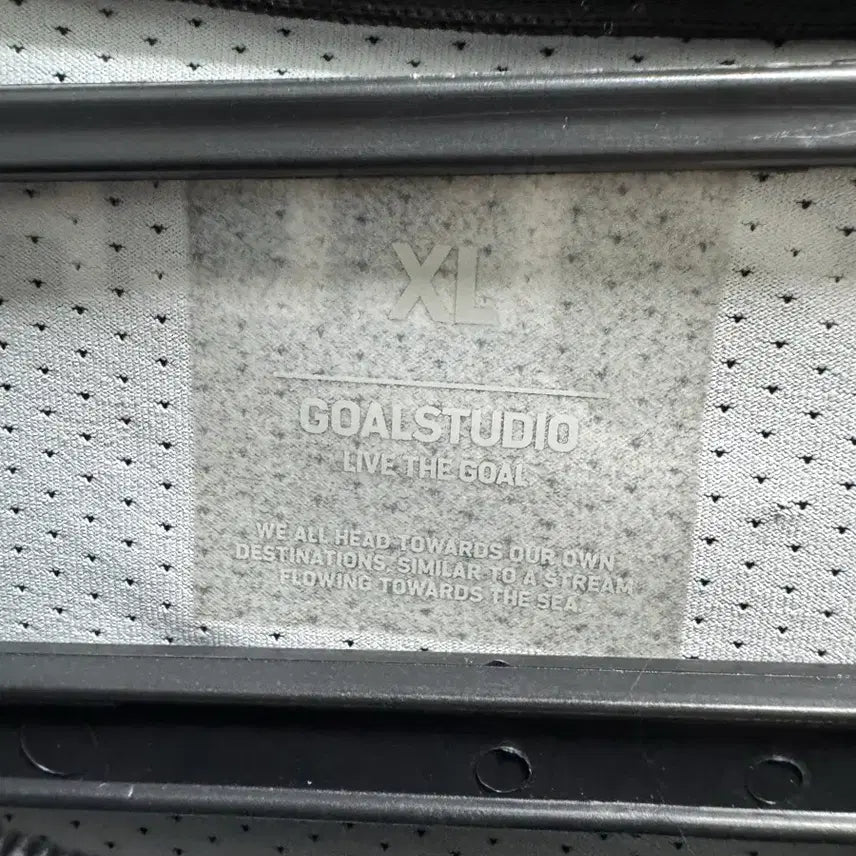 XL
GOALSTUDIO
LIVE THE GOAL
WE ALL HEAD TOWARDS OUR OWN
DESTINATIONS, SIMILAR TO A STREAM
FLOWING TOWARDS THE SEA.